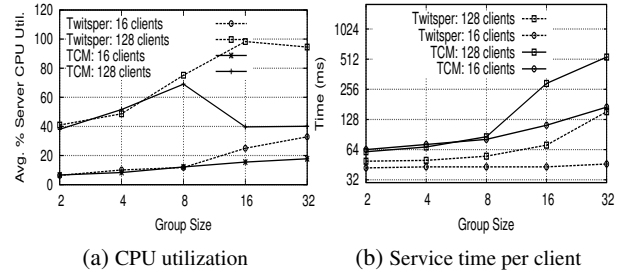 Avg. % Server CPU Util.
120
100
80
60
40
20
0
Twitsper: 16 clients
Twitsper: 128 clients
TCM: 16 clients
TCM: 128 clients
2 4 8 16 32
Group Size
(a) CPU utilization
Time (ms)
1024
512
256
128
64
32
Twitsper: 128 clients
Twitsper: 16 clients
TCM: 128 clients
TCM: 16 clients
2 4 8 16 32
Group Size
(b) Service time per client